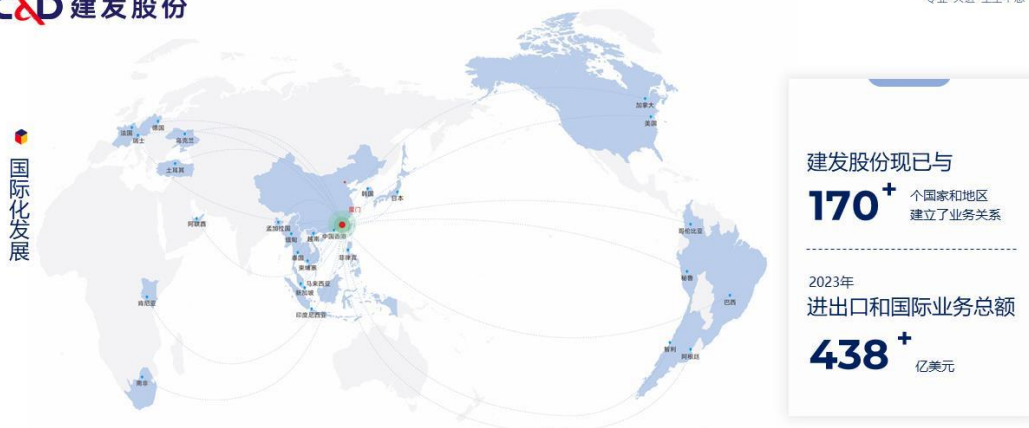 C&D 建发股份
国际化发展
加拿大
美国
法国
德国
瑞士
乌克兰
土耳其
韩国
日本
厦门
阿联酋
孟加拉国
缅甸
越南
中国香港
菲律宾
泰国
柬埔寨
马来西亚
新加坡
印度尼西亚
肯尼亚
南非
哥伦比亚
秘鲁
巴西
智利
阿根廷
建发股份现已与
170+ 个国家和地区
建立了业务关系
2023年
进出口和国际业务总额
438+ 亿美元